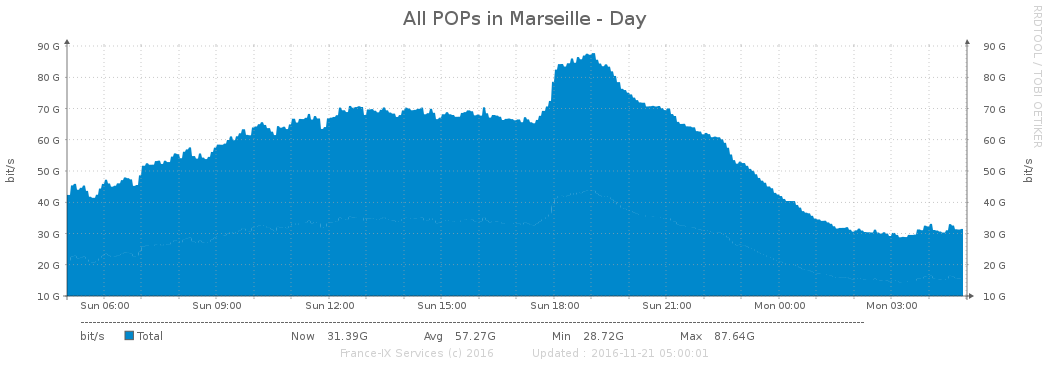 All POPs in Marseille - Day
RRDTOOL / TOBI OETIKER
90 G 90 G
80 G 80 G
70 G 70 G
60 G 60 G
50 G 50 G
40 G 40 G
30 G 30 G
20 G 20 G
10 G 10 G
bit/s bit/s
Sun 06:00 Sun 09:00 Sun 12:00 Sun 15:00 Sun 18:00 Sun 21:00 Mon 00:00 Mon 03:00
bit/s Total Now 31.39G Avg 57.27G Min 28.72G Max 87.64G
France-IX Services (c) 2016 Updated : 2016-11-21 05:00:01